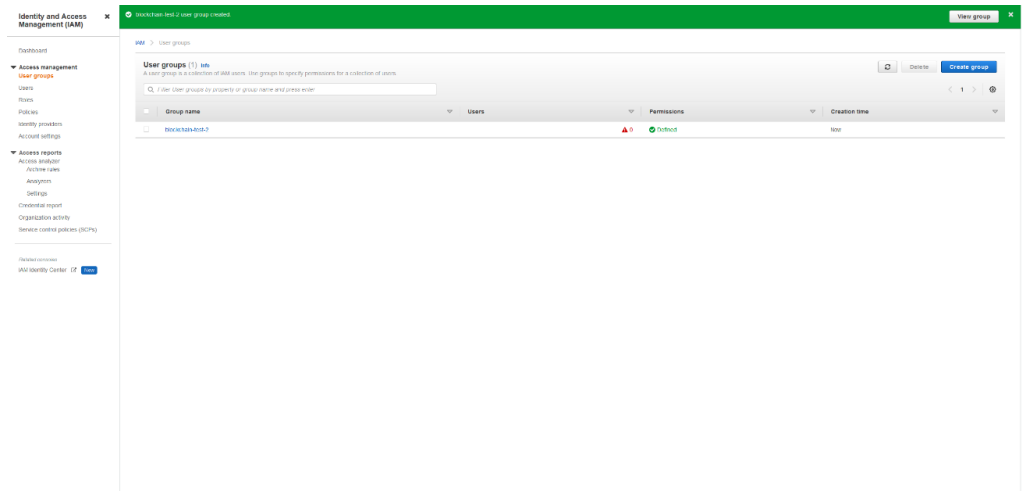 Identity and Access
Management (IAM)
Dashboard
Access management
User groups
Users
Roles
Policies
Identity providers
Account settings
Access reports
Access analyzer
Archive rules
Analyzers
Settings
Credential report
Organization activity
Service control policies (SCPs)
Related consoles
IAM Identity Center
New
blockchain-test-2 user group created.
View group
IAM > User groups
User groups (1) Info
A user group is a collection of IAM users. Use groups to specify permissions for a collection of users.
Delete
Create group
Filter User groups by property or group name and press enter
1
Group name Users Permissions Creation time
blockchain-test-2 0 Defined Now